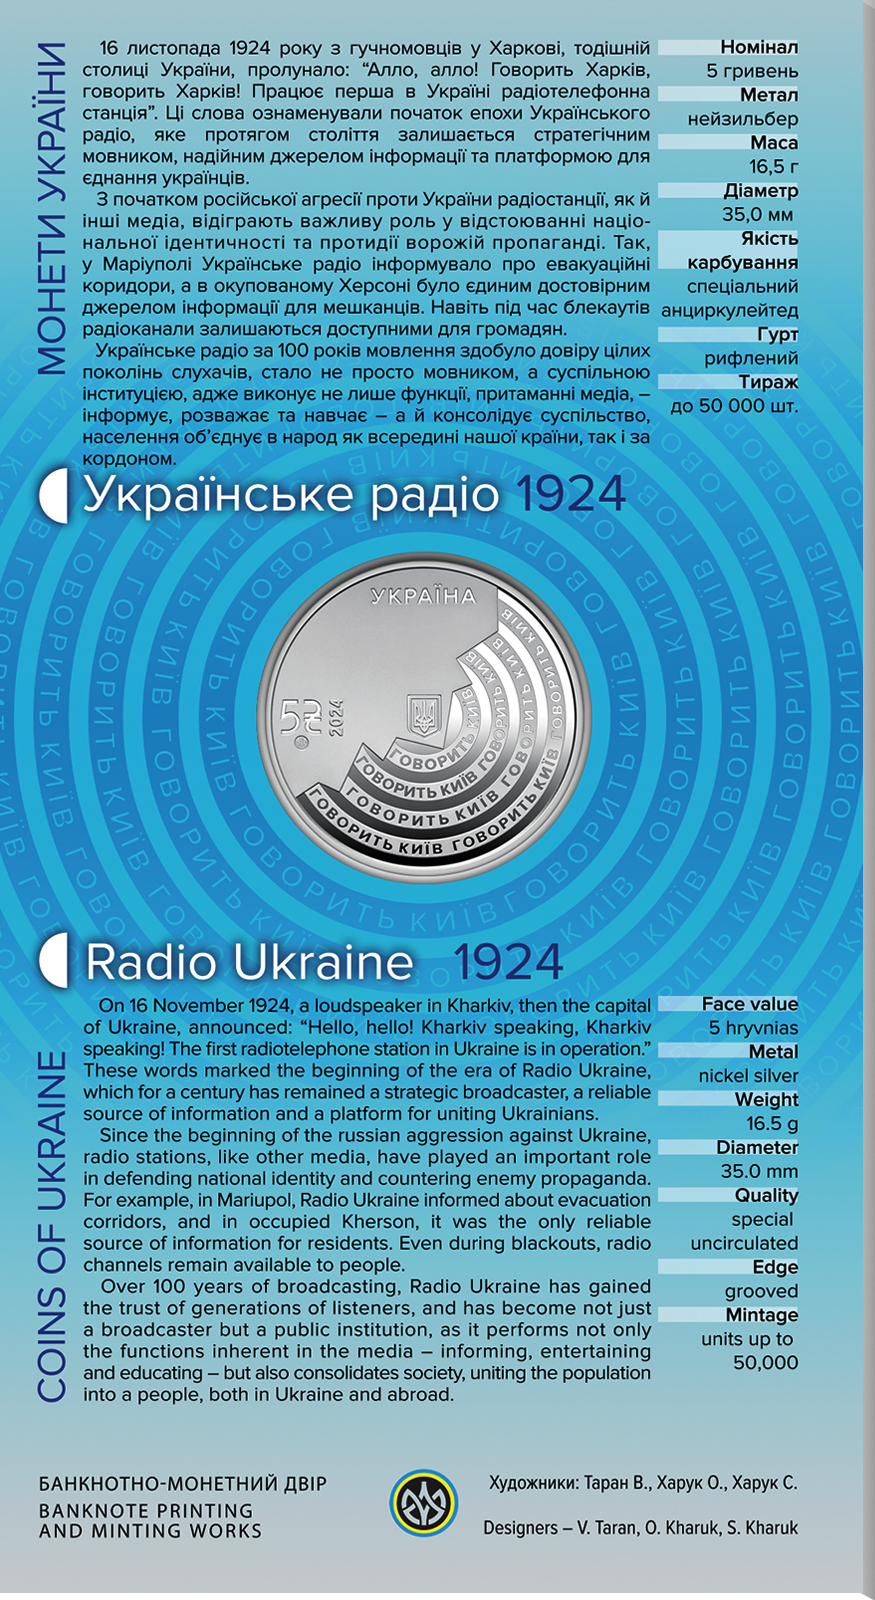 МОНЕТИ УКРАЇНИ
16 листопада 1924 року з гучномовців у Харкові, тодішній
столиці України, пролунало: “Алло, алло! Говорить Харків,
говорить Харків! Працює перша в Україні радіотелефонна
станція”. Ці слова ознаменували початок епохи Українського
радіо, яке протягом століття залишається стратегічним
мовником, надійним джерелом інформації та платформою для
єднання українців.
З початком російської агресії проти України радіостанції, як й
інші медіа, відіграють важливу роль у відстоюванні націо-
нальної ідентичності та протидії ворожій пропаганді. Так,
у Маріуполі Українське радіо інформувало про евакуаційні
коридори, а в окупованому Херсоні було єдиним достовірним
джерелом інформації для мешканців. Навіть під час блекаутів
радіоканали залишаються доступними для громадян.
Українське радіо за 100 років мовлення здобуло довіру цілих
поколінь слухачів, стало не просто мовником, а суспільною
інституцією, адже виконує не лише функції, притаманні медіа, –
інформує, розважає та навчає – а й консолідує суспільство,
населення об’єднує в народ як всередині нашої країни, так і за
кордоном.
Номінал
5 гривень
Метал
нейзильбер
Маса
16,5 г
Діаметр
35,0 мм
Якість
карбування
спеціальний
анциркулейтед
Гурт
рифлений
Тираж
до 50 000 шт.
Українське радіо 1924
УКРАЇНА
5₴
2024
ГОВОРИТЬ КИЇВ
ГОВОРИТЬ КИЇВ ГОВОРИТЬ КИЇВ
ГОВОРИТЬ КИЇВ ГОВОРИТЬ КИЇВ
ГОВОРИТЬ КИЇВ ГОВОРИТЬ КИЇВ ГОВОРИТЬ КИЇВ
Radio Ukraine 1924
COINS OF UKRAINE
On 16 November 1924, a loudspeaker in Kharkiv, then the capital
of Ukraine, announced: “Hello, hello! Kharkiv speaking, Kharkiv
speaking! The first radiotelephone station in Ukraine is in operation.”
These words marked the beginning of the era of Radio Ukraine,
which for a century has remained a strategic broadcaster, a reliable
source of information and a platform for uniting Ukrainians.
Since the beginning of the russian aggression against Ukraine,
radio stations, like other media, have played an important role
in defending national identity and countering enemy propaganda.
For example, in Mariupol, Radio Ukraine informed about evacuation
corridors, and in occupied Kherson, it was the only reliable
source of information for residents. Even during blackouts, radio
channels remain available to people.
Over 100 years of broadcasting, Radio Ukraine has gained
the trust of generations of listeners, and has become not just
a broadcaster but a public institution, as it performs not only
the functions inherent in the media – informing, entertaining
and educating – but also consolidates society, uniting the population
into a people, both in Ukraine and abroad.
Face value
5 hryvnias
Metal
nickel silver
Weight
16.5 g
Diameter
35.0 mm
Quality
special
uncirculated
Edge
grooved
Mintage
units up to
50,000
БАНКНОТНО-МОНЕТНИЙ ДВІР
BANKNOTE PRINTING
AND MINTING WORKS
Художники: Таран В., Харук О., Харук С.
Designers – V. Taran, O. Kharuk, S. Kharuk